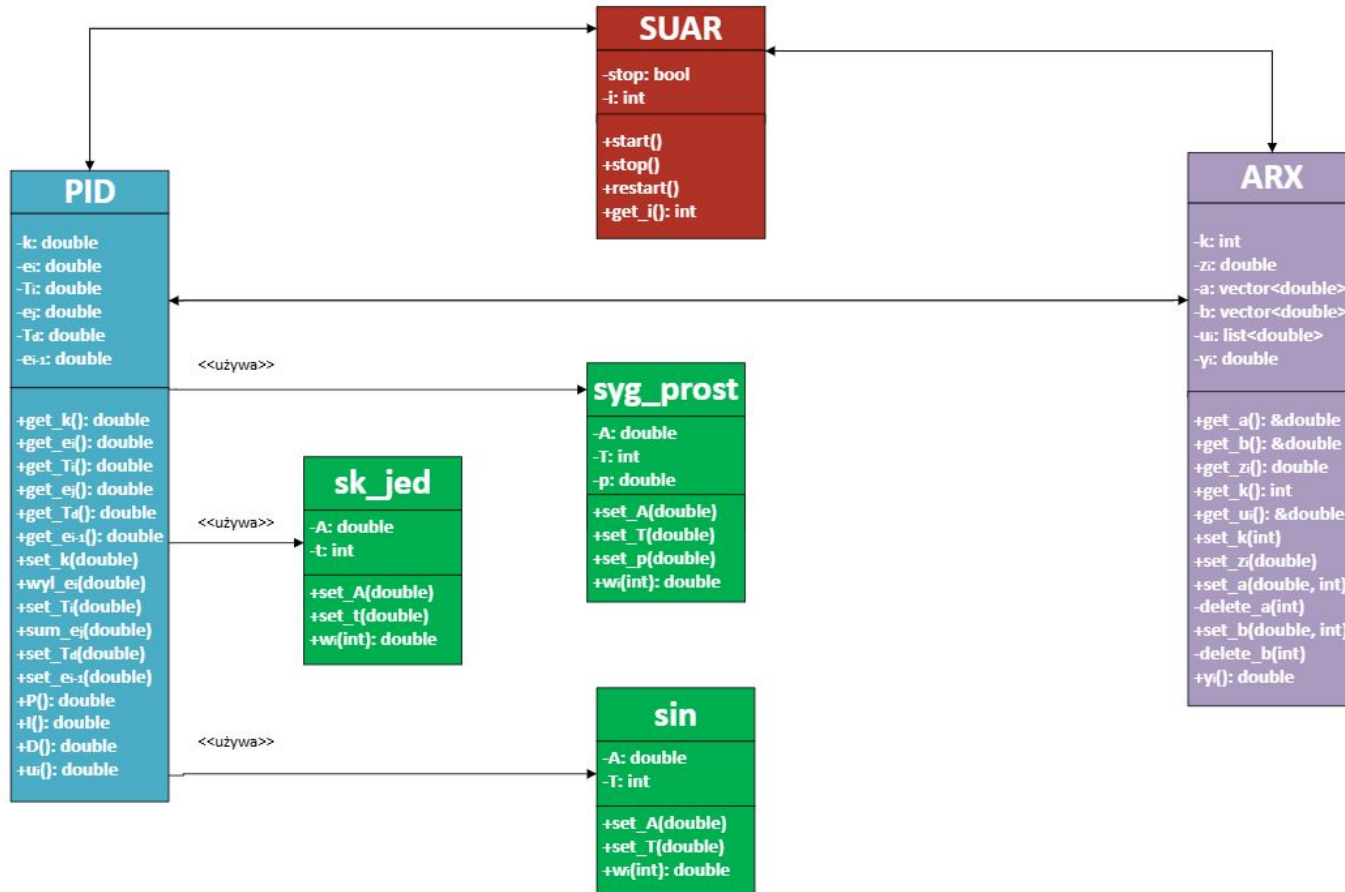 SUAR
-stop: bool
-i: int
+start()
+stop()
+restart()
+get_i(): int
PID
-k: double
-eᵢ: double
-Tᵢ: double
-eⱼ: double
-T_d: double
-eᵢ₋₁: double
+get_k(): double
+get_eᵢ(): double
+get_Tᵢ(): double
+get_eⱼ(): double
+get_T_d(): double
+get_eᵢ₋₁(): double
+set_k(double)
+wyl_eᵢ(double)
+set_Tᵢ(double)
+sum_eⱼ(double)
+set_T_d(double)
+set_eᵢ₋₁(double)
+P(): double
+I(): double
+D(): double
+uᵢ(): double
<<używa>>
<<używa>>
<<używa>>
syg_prost
-A: double
-T: int
-p: double
+set_A(double)
+set_T(double)
+set_p(double)
+wᵢ(int): double
sk_jed
-A: double
-t: int
+set_A(double)
+set_t(double)
+wᵢ(int): double
sin
-A: double
-T: int
+set_A(double)
+set_T(double)
+wᵢ(int): double
ARX
-k: int
-zᵢ: double
-a: vector<double>
-b: vector<double>
-uᵢ: list<double>
-yᵢ: double
+get_a(): &double
+get_b(): &double
+get_zᵢ(): double
+get_k(): int
+get_uᵢ(): &double
+set_k(int)
+set_zᵢ(double)
+set_a(double, int)
-delete_a(int)
+set_b(double, int)
-delete_b(int)
+yᵢ(): double